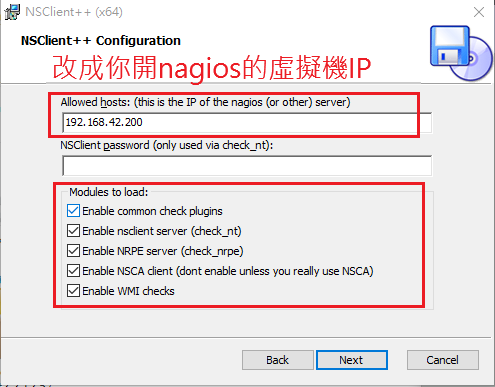 NSClient++ (x64)
NSClient++ Configuration
改成你開nagios的虛擬機IP
Allowed hosts: (this is the IP of the nagios (or other) server)
192.168.42.200
NSClient password (only used via check_nt):
Modules to load:
Enable common check plugins
Enable nsclient server (check_nt)
Enable NRPE server (check_nrpe)
Enable NSCA client (dont enable unless you really use NSCA)
Enable WMI checks
Back Next Cancel